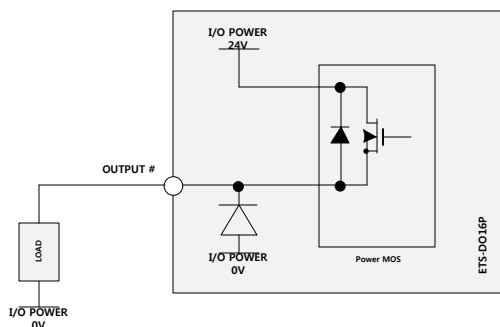 I/O POWER
24V
OUTPUT #
LOAD
I/O POWER
0V
I/O POWER
0V
Power MOS
ETS-DO16P